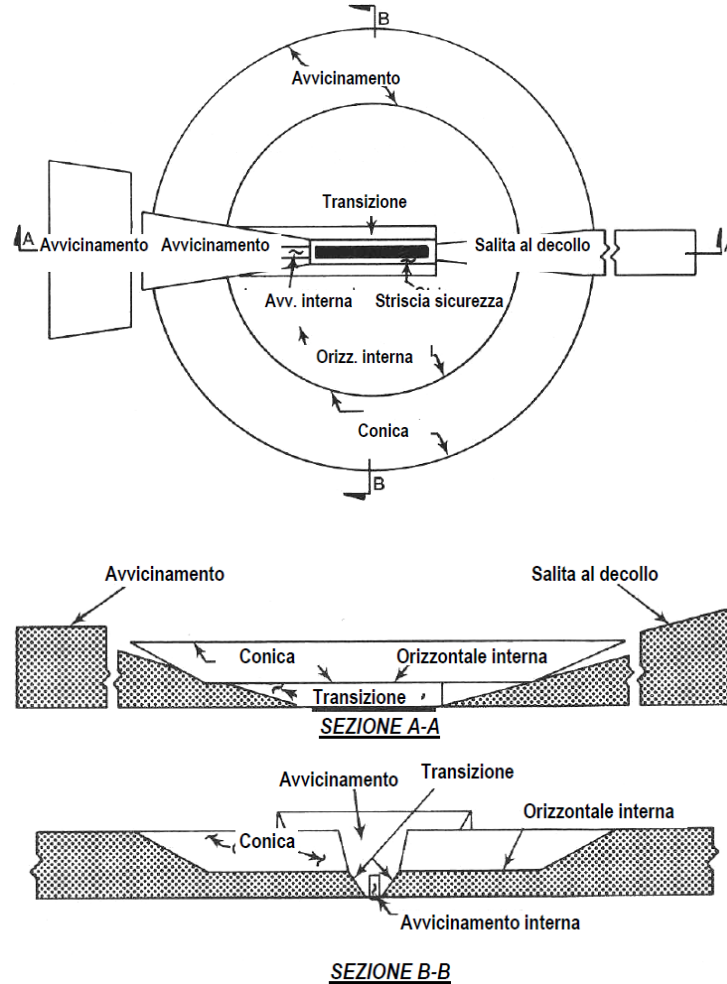 B
Avvicinamento
Transizione
A
Avvicinamento
Avvicinamento
Salita al decollo
A
Avv. interna
Striscia sicurezza
Orizz. interna
Conica
B
Avvicinamento
Salita al decollo
Conica
Orizzontale interna
Transizione
SEZIONE A-A
Transizione
Avvicinamento
Orizzontale interna
Conica
Avvicinamento interna
SEZIONE B-B